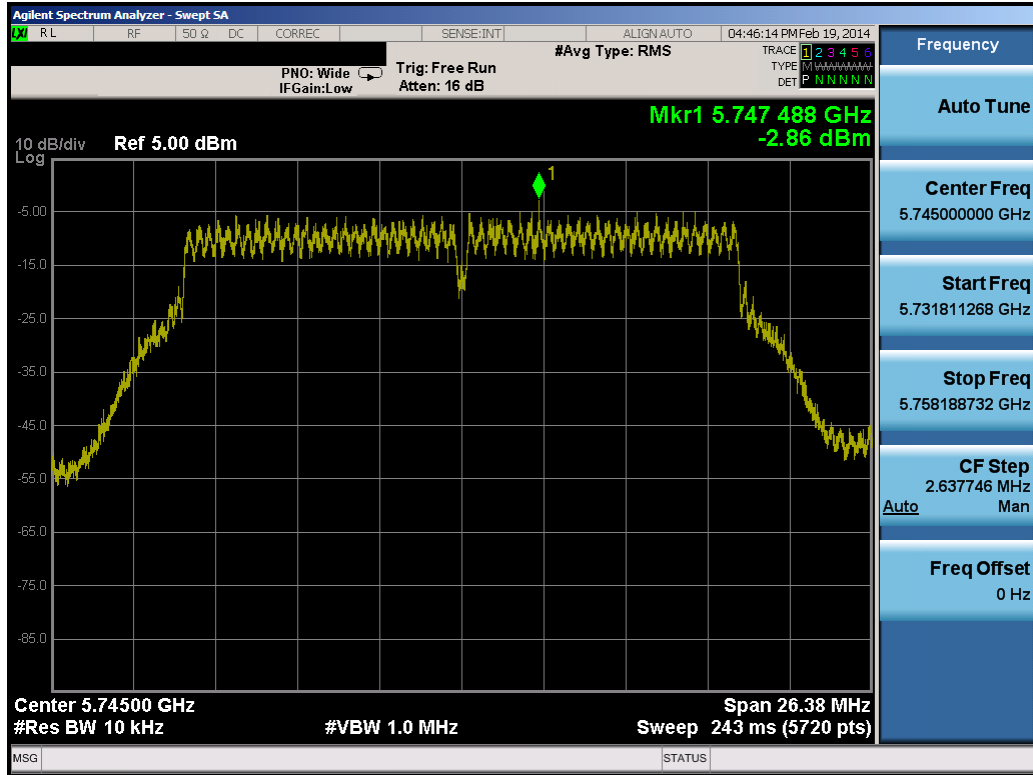 Agilent Spectrum Analyzer - Swept SA
LXI RL RF 50 Ω DC CORREC SENSE:INT ALIGN AUTO 04:46:14 PM Feb 19, 2014
#Avg Type: RMS TRACE 1 2 3 4 5 6
PNO: Wide Trig: Free Run TYPE M WWWWW
IFGain:Low Atten: 16 dB DET P N N N N N
Mkr1 5.747 488 GHz
-2.86 dBm
10 dB/div Ref 5.00 dBm
Log
1
-5.00
-15.0
-25.0
-35.0
-45.0
-55.0
-65.0
-75.0
-85.0
Center 5.74500 GHz Span 26.38 MHz
#Res BW 10 kHz #VBW 1.0 MHz Sweep 243 ms (5720 pts)
MSG STATUS
Frequency
Auto Tune
Center Freq
5.745000000 GHz
Start Freq
5.731811268 GHz
Stop Freq
5.758188732 GHz
CF Step
2.637746 MHz
Auto Man
Freq Offset
0 Hz